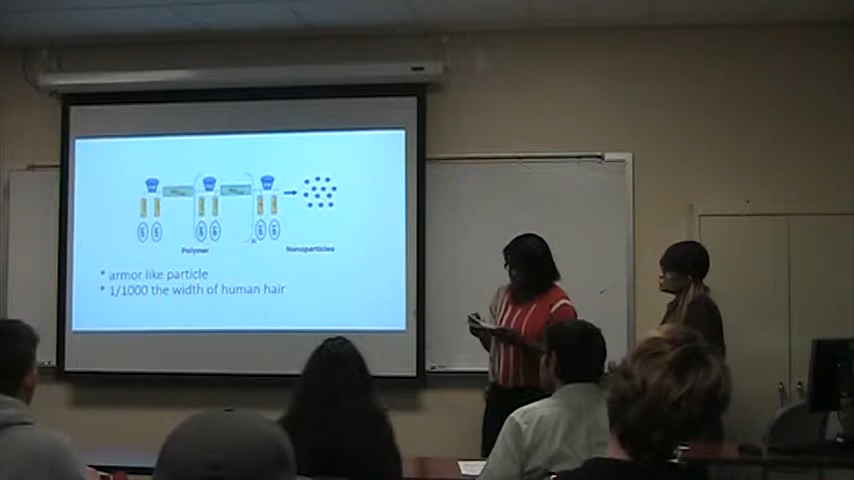 Polymer
Nanoparticles
* armor like particle
* 1/1000 the width of human hair